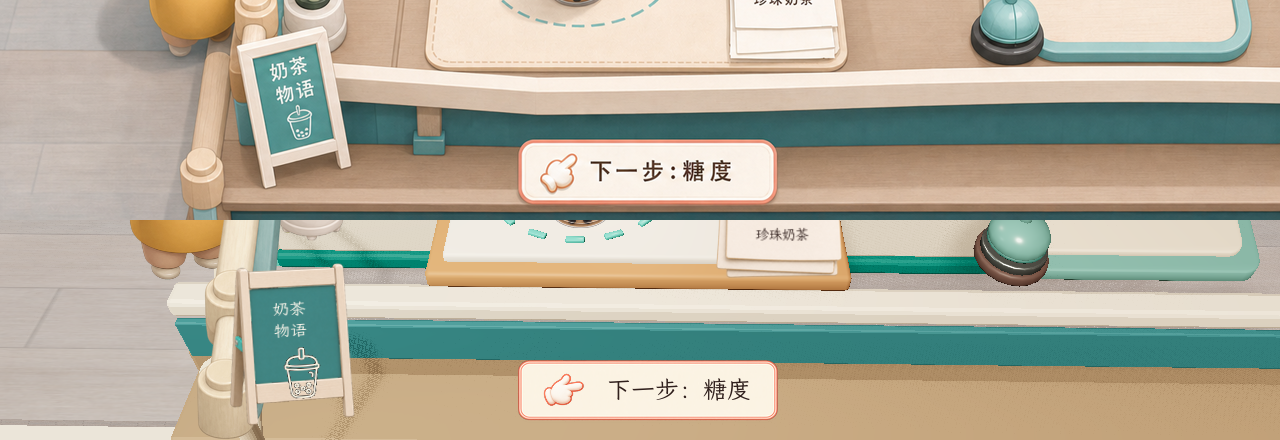 珍珠奶茶
奶茶
物语
下一步:糖度
珍珠奶茶
奶茶
物语
下一步: 糖度